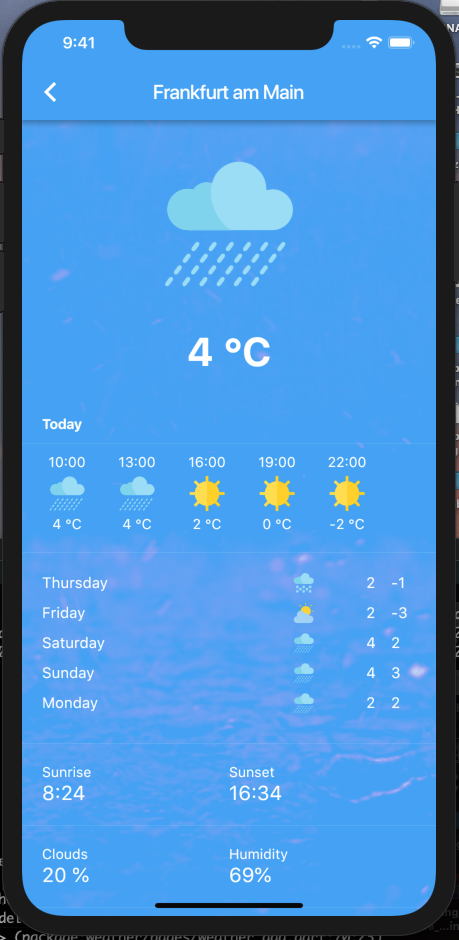 9:41
Frankfurt am Main
4 °C
Today
10:00 13:00 16:00 19:00 22:00
4 °C 4 °C 2 °C 0 °C -2 °C
Thursday 2 -1
Friday 2 -3
Saturday 4 2
Sunday 4 3
Monday 2 2
Sunrise Sunset
8:24 16:34
Clouds Humidity
20 % 69%